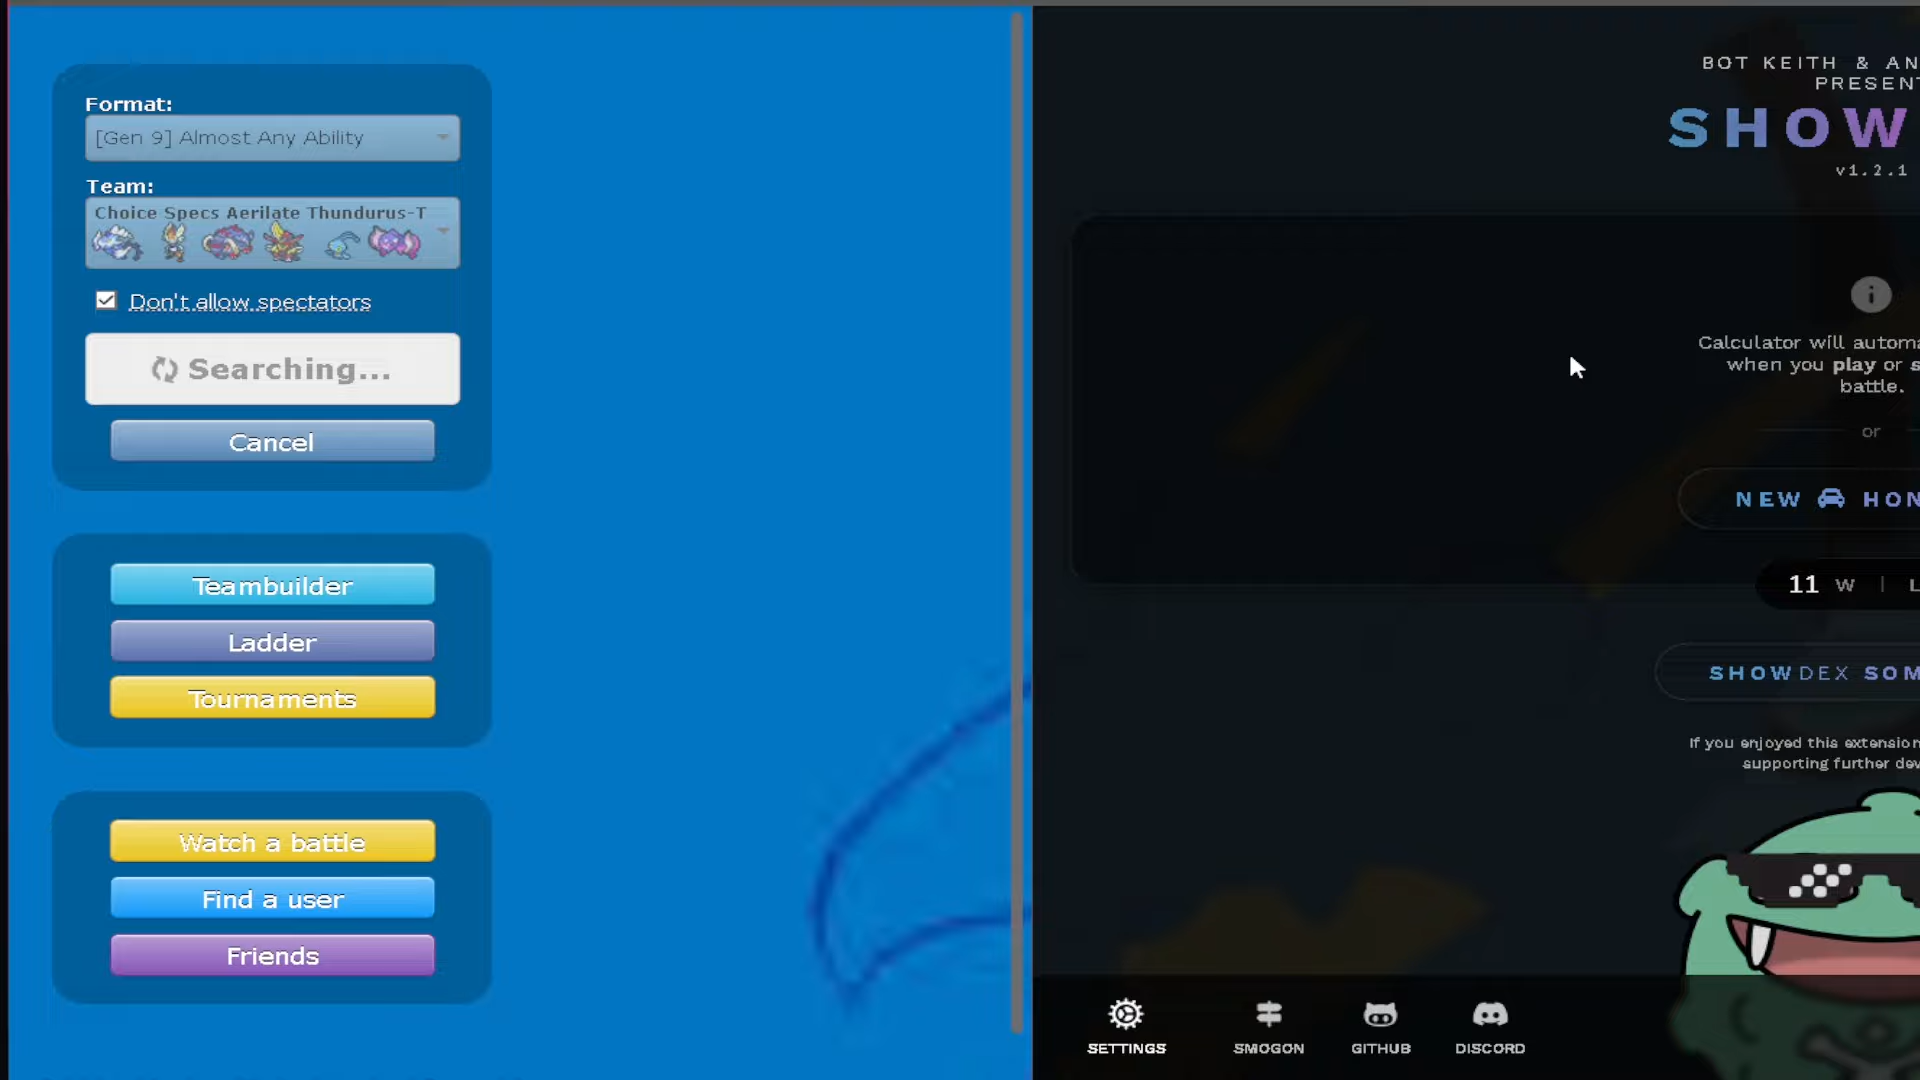 Format:
[Gen 9] Almost Any Ability
Team:
Choice Specs Aerilate Thundurus-T
Don't allow spectators
Searching...
Cancel
Teambuilder
Ladder
Tournaments
Watch a battle
Find a user
Friends
BOT KEITH & AN
PRESENT
SHOW
v1.2.1
Calculator will automa
when you play or s
battle.
or
NEW HON
11 W | L
SHOWDEX SOM
If you enjoyed this extension
supporting further dev
SETTINGS
SMOGON
GITHUB
DISCORD